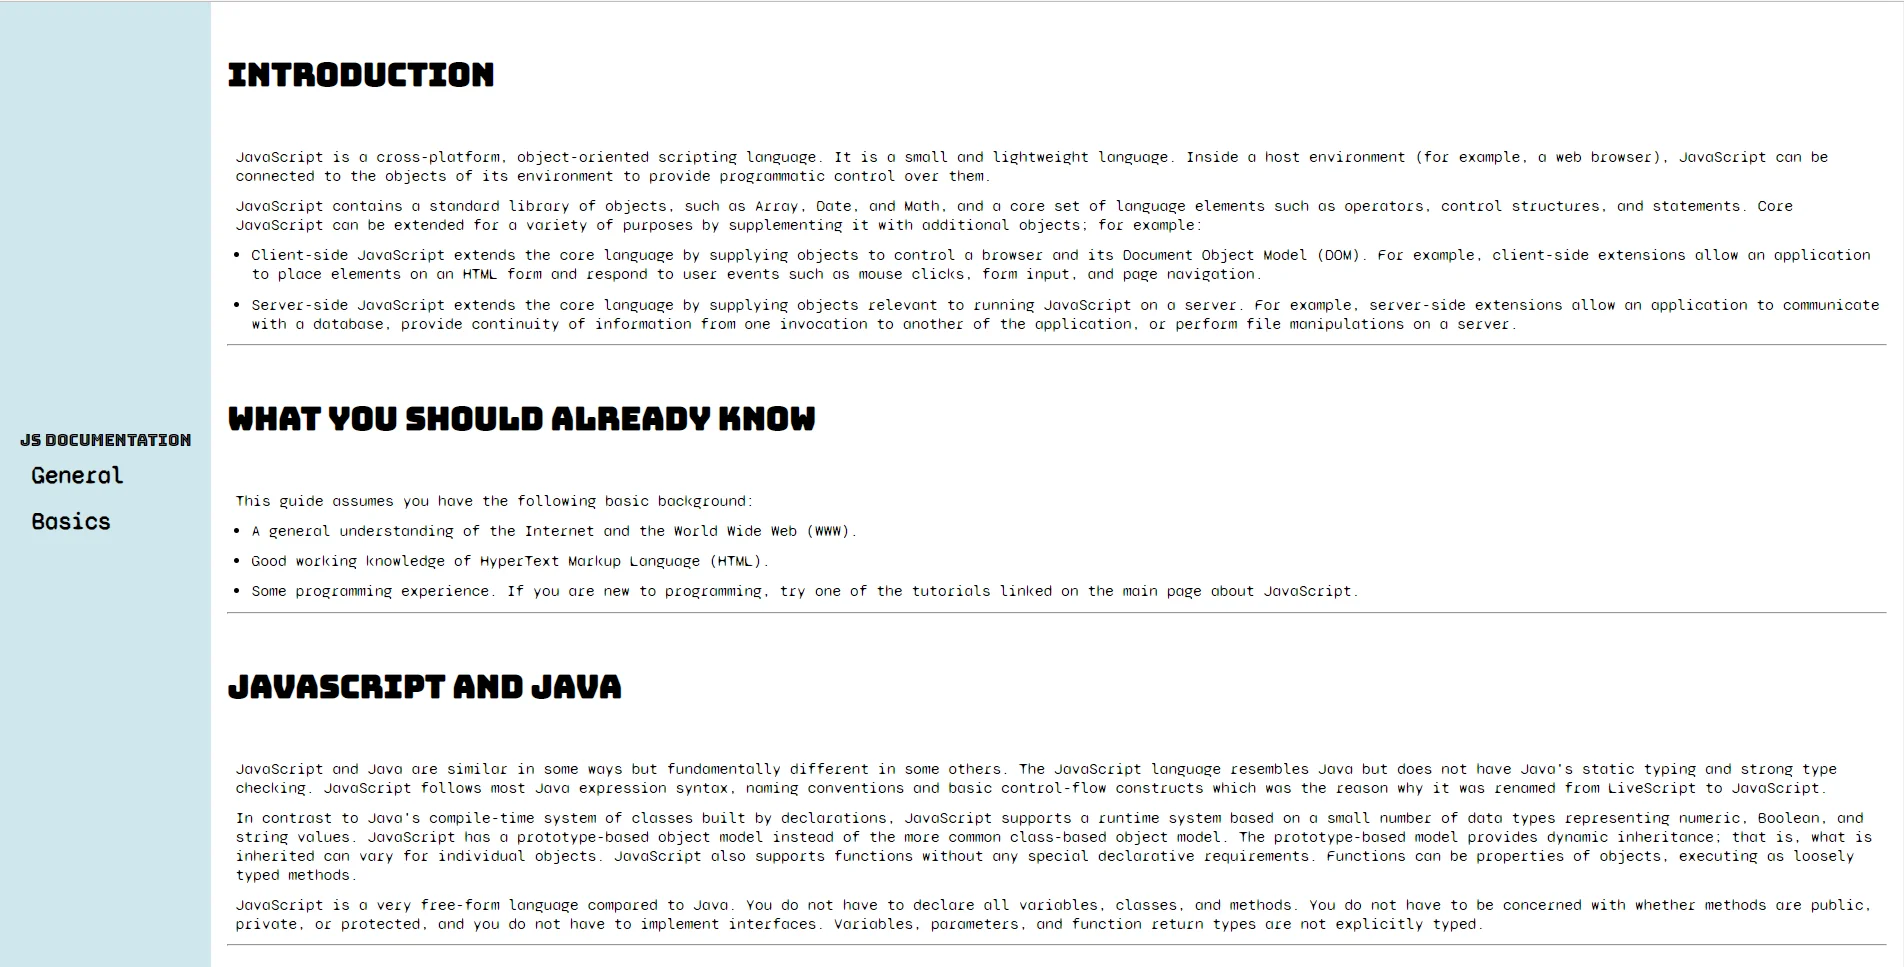 JS DOCUMENTATION
General
Basics
INTRODUCTION
JavaScript is a cross-platform, object-oriented scripting language. It is a small and lightweight language. Inside a host environment (for example, a web browser), JavaScript can be
connected to the objects of its environment to provide programmatic control over them.
JavaScript contains a standard library of objects, such as Array, Date, and Math, and a core set of language elements such as operators, control structures, and statements. Core
JavaScript can be extended for a variety of purposes by supplementing it with additional objects; for example:
• Client-side JavaScript extends the core language by supplying objects to control a browser and its Document Object Model (DOM). For example, client-side extensions allow an application
to place elements on an HTML form and respond to user events such as mouse clicks, form input, and page navigation.
• Server-side JavaScript extends the core language by supplying objects relevant to running JavaScript on a server. For example, server-side extensions allow an application to communicate
with a database, provide continuity of information from one invocation to another of the application, or perform file manipulations on a server.
WHAT YOU SHOULD ALREADY KNOW
This guide assumes you have the following basic background:
• A general understanding of the Internet and the World Wide Web (WWW).
• Good working knowledge of HyperText Markup Language (HTML).
• Some programming experience. If you are new to programming, try one of the tutorials linked on the main page about JavaScript.
JAVASCRIPT AND JAVA
JavaScript and Java are similar in some ways but fundamentally different in some others. The JavaScript language resembles Java but does not have Java's static typing and strong type
checking. JavaScript follows most Java expression syntax, naming conventions and basic control-flow constructs which was the reason why it was renamed from LiveScript to JavaScript.
In contrast to Java's compile-time system of classes built by declarations, JavaScript supports a runtime system based on a small number of data types representing numeric, Boolean, and
string values. JavaScript has a prototype-based object model instead of the more common class-based object model. The prototype-based model provides dynamic inheritance; that is, what is
inherited can vary for individual objects. JavaScript also supports functions without any special declarative requirements. Functions can be properties of objects, executing as loosely
typed methods.
JavaScript is a very free-form language compared to Java. You do not have to declare all variables, classes, and methods. You do not have to be concerned with whether methods are public,
private, or protected, and you do not have to implement interfaces. Variables, parameters, and function return types are not explicitly typed.